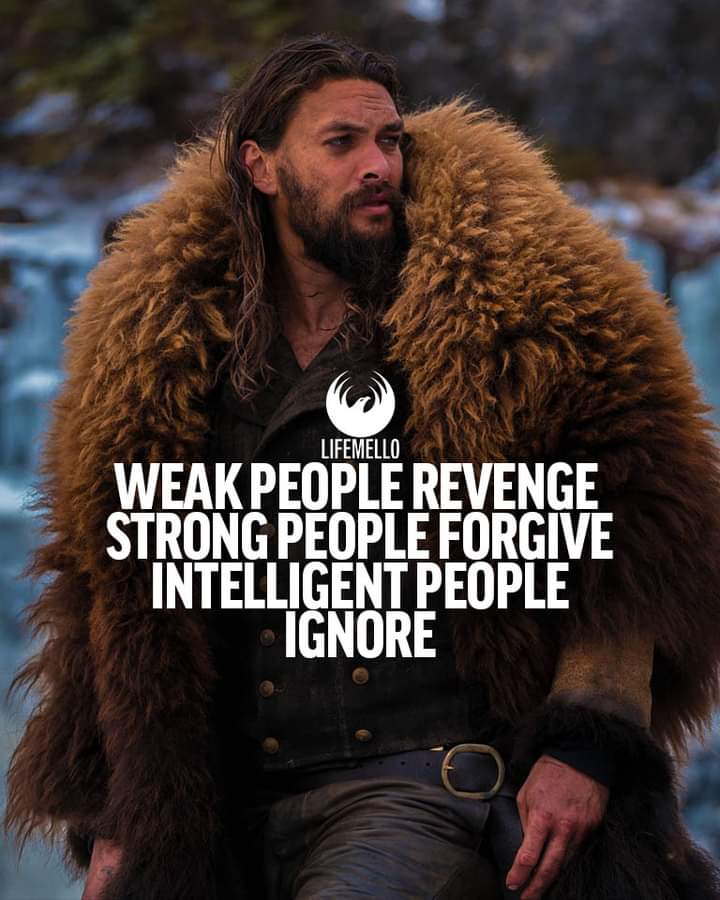 LIFEMELLO
WEAK PEOPLE REVENGE
STRONG PEOPLE FORGIVE
INTELLIGENT PEOPLE
IGNORE